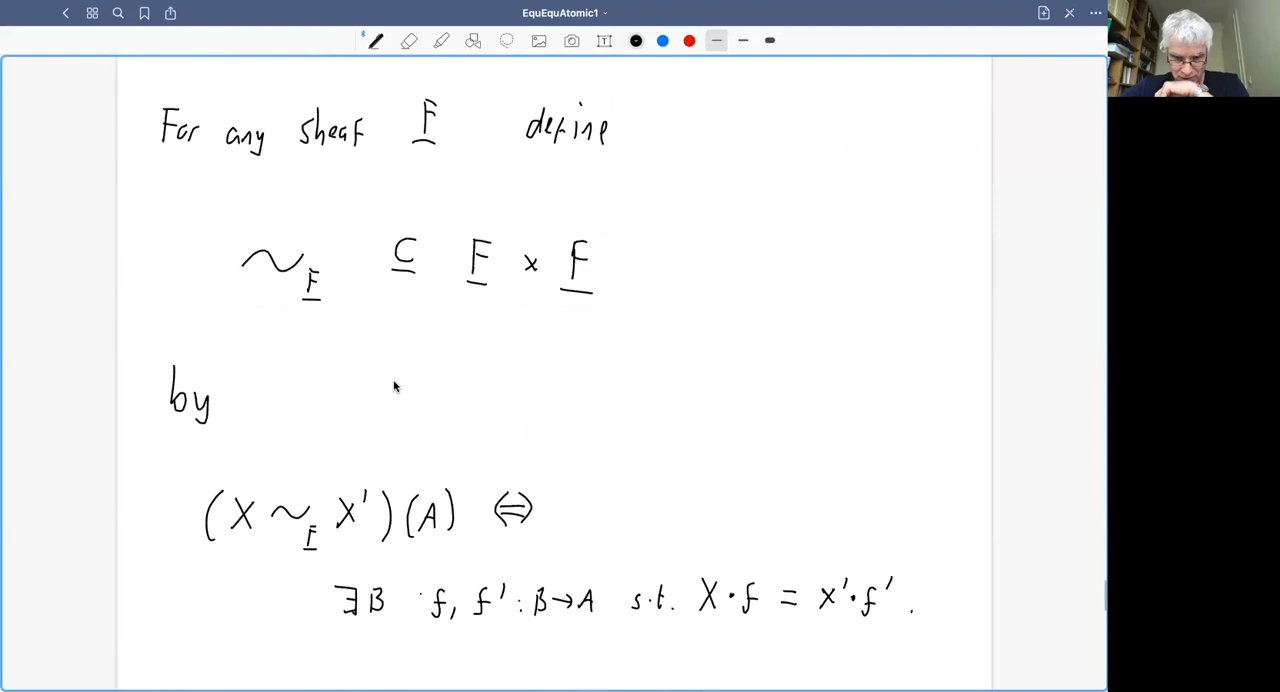 EquEquAtomic1
For any sheaf F define
∼F ⊆ F × F
by
(X ∼F X')(A) ⇔
∃B f, f' : B→A s.t. X·f = X'·f'.